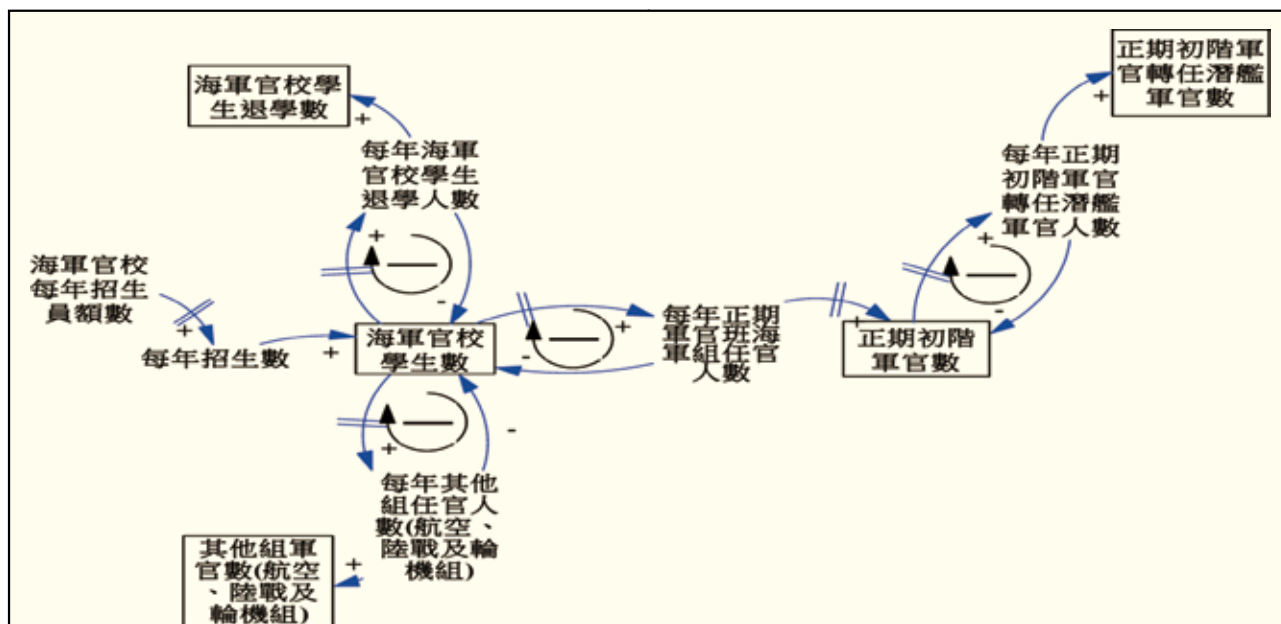 正期初階軍
官轉任潛艦
軍官數
海軍官校學
生退學數
+
+
每年海軍
官校學生
退學人數
每年正期
初階軍官
轉任潛艦
軍官人數
+
+
海軍官校
每年招生
員額數
-
-
+
每年招生數
+
海軍官校
學生數
-
+
每年正期
軍官班海
軍組任官
人數
+
正期初階
軍官數
+
-
每年其他
組任官人
數(航空、
陸戰及輪
機組)
+
其他組軍
官數(航空
、陸戰及
輪機組)